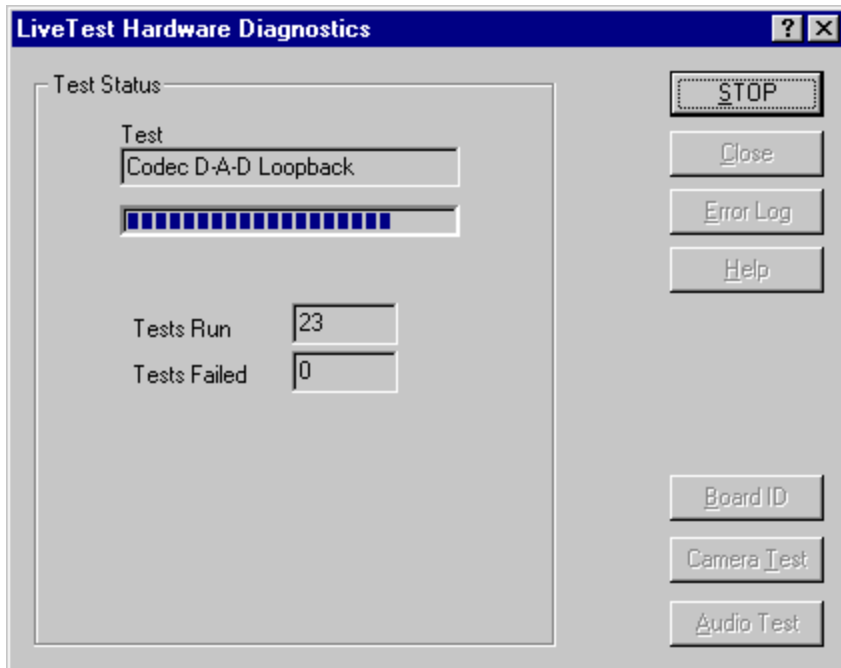 LiveTest Hardware Diagnostics
Test Status
STOP
Test
Codec D-A-D Loopback
Close
Error Log
Help
Tests Run 23
Tests Failed 0
Board ID
Camera Test
Audio Test